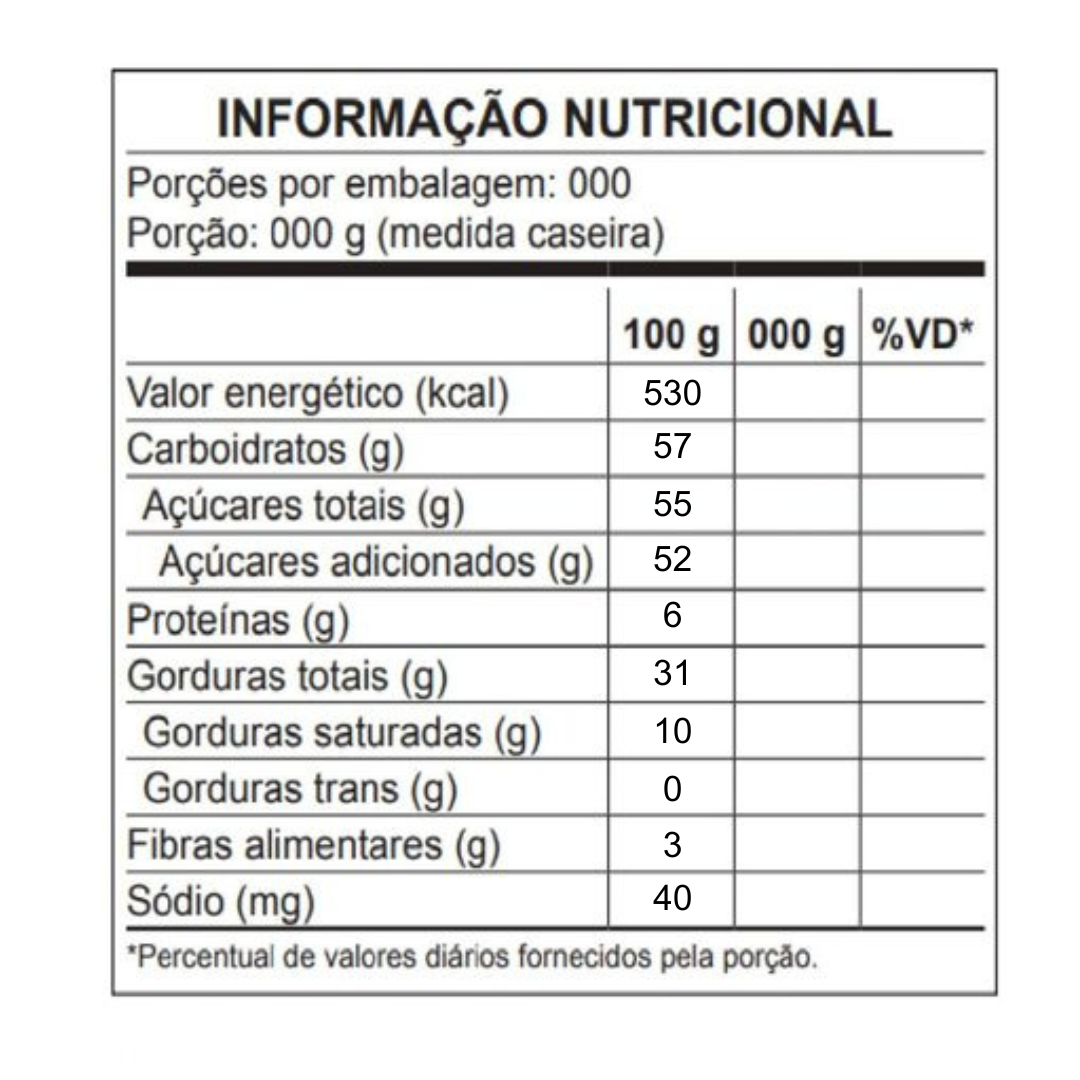 INFORMAÇÃO NUTRICIONAL
Porções por embalagem: 000
Porção: 000 g (medida caseira)
100 g 000 g %VD*
Valor energético (kcal) 530
Carboidratos (g) 57
Açúcares totais (g) 55
Açúcares adicionados (g) 52
Proteínas (g) 6
Gorduras totais (g) 31
Gorduras saturadas (g) 10
Gorduras trans (g) 0
Fibras alimentares (g) 3
Sódio (mg) 40
*Percentual de valores diários fornecidos pela porção.